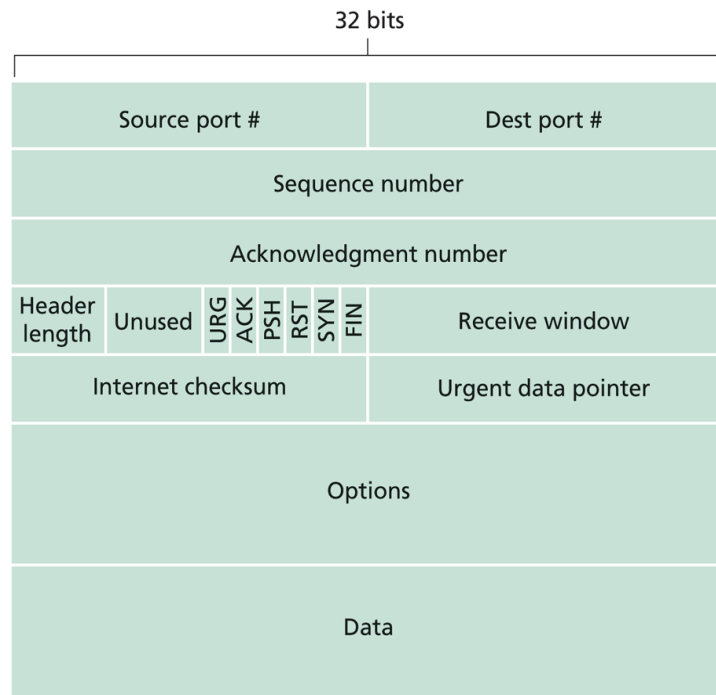 32 bits
Source port # Dest port #
Sequence number
Acknowledgment number
Header length Unused URG ACK PSH RST SYN FIN Receive window
Internet checksum Urgent data pointer
Options
Data